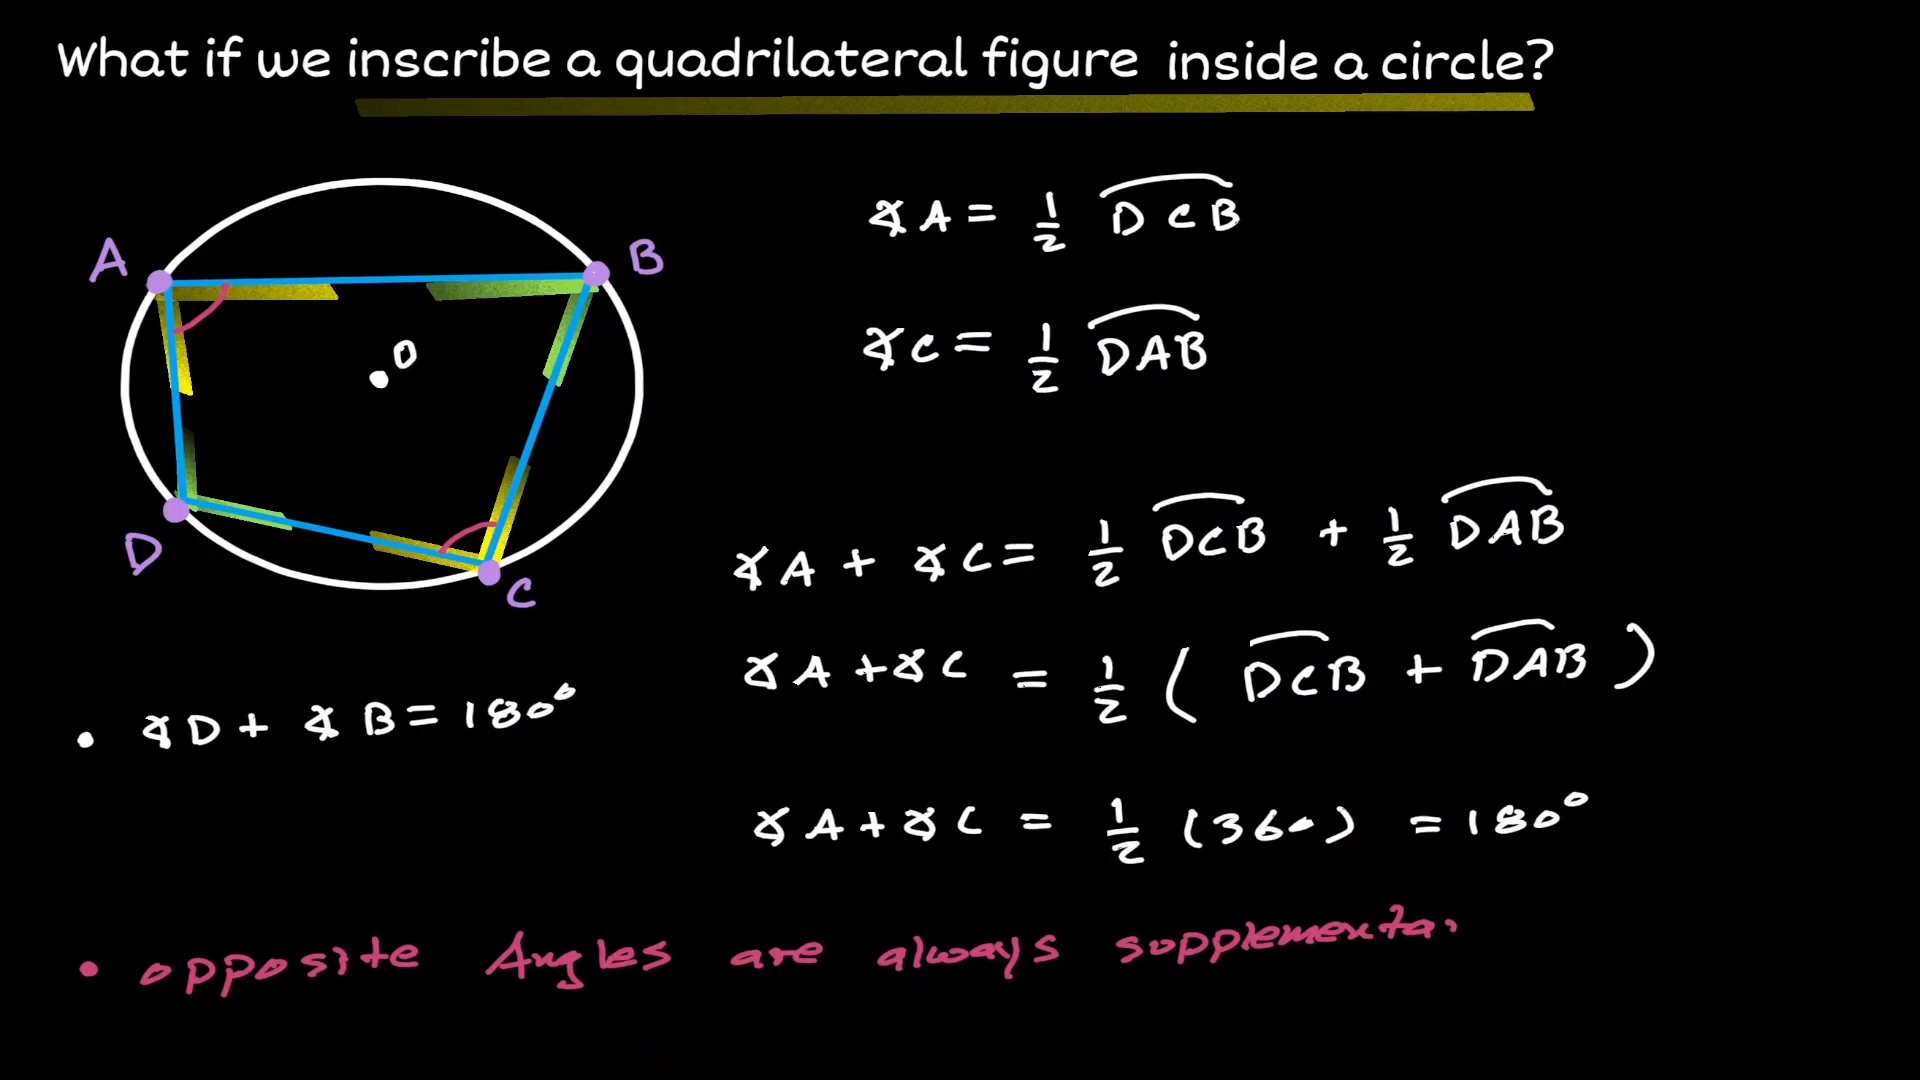 What if we inscribe a quadrilateral figure inside a circle?
A
B
O
D
C
∡A = 1/2 DCB
∡C = 1/2 DAB
∡A + ∡C = 1/2 DCB + 1/2 DAB
∡A + ∡C = 1/2 ( DCB + DAB )
∡A + ∡C = 1/2 (360) = 180°
• ∡D + ∡B = 180°
• opposite Angles are always supplementa